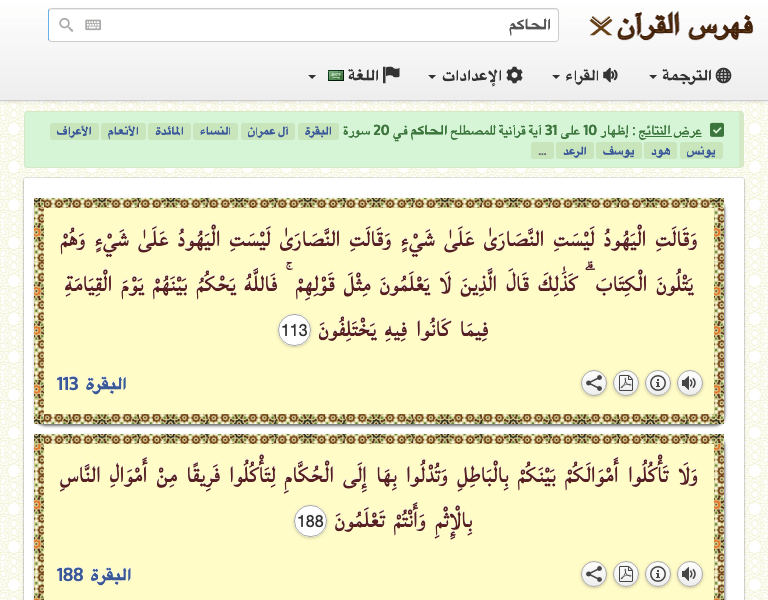 فهرس القرآن
الحاكم
الترجمة
القراء
الإعدادات
اللغة
عرض النتائج : إظهار 10 على 31 آية قرآنية للمصطلح الحاكم في 20 سورة البقرة آل عمران النساء المائدة الأنعام الأعراف
يونس هود يوسف الرعد ...
وَقَالَتِ الْيَهُودُ لَيْسَتِ النَّصَارَىٰ عَلَىٰ شَيْءٍ وَقَالَتِ النَّصَارَىٰ لَيْسَتِ الْيَهُودُ عَلَىٰ شَيْءٍ وَهُمْ
يَتْلُونَ الْكِتَابَ ۗ كَذَٰلِكَ قَالَ الَّذِينَ لَا يَعْلَمُونَ مِثْلَ قَوْلِهِمْ ۚ فَاللَّهُ يَحْكُمُ بَيْنَهُمْ يَوْمَ الْقِيَامَةِ
فِيمَا كَانُوا فِيهِ يَخْتَلِفُونَ 113
البقرة 113
وَلَا تَأْكُلُوا أَمْوَالَكُمْ بَيْنَكُمْ بِالْبَاطِلِ وَتُدْلُوا بِهَا إِلَى الْحُكَّامِ لِتَأْكُلُوا فَرِيقًا مِنْ أَمْوَالِ النَّاسِ
بِالْإِثْمِ وَأَنْتُمْ تَعْلَمُونَ 188
البقرة 188